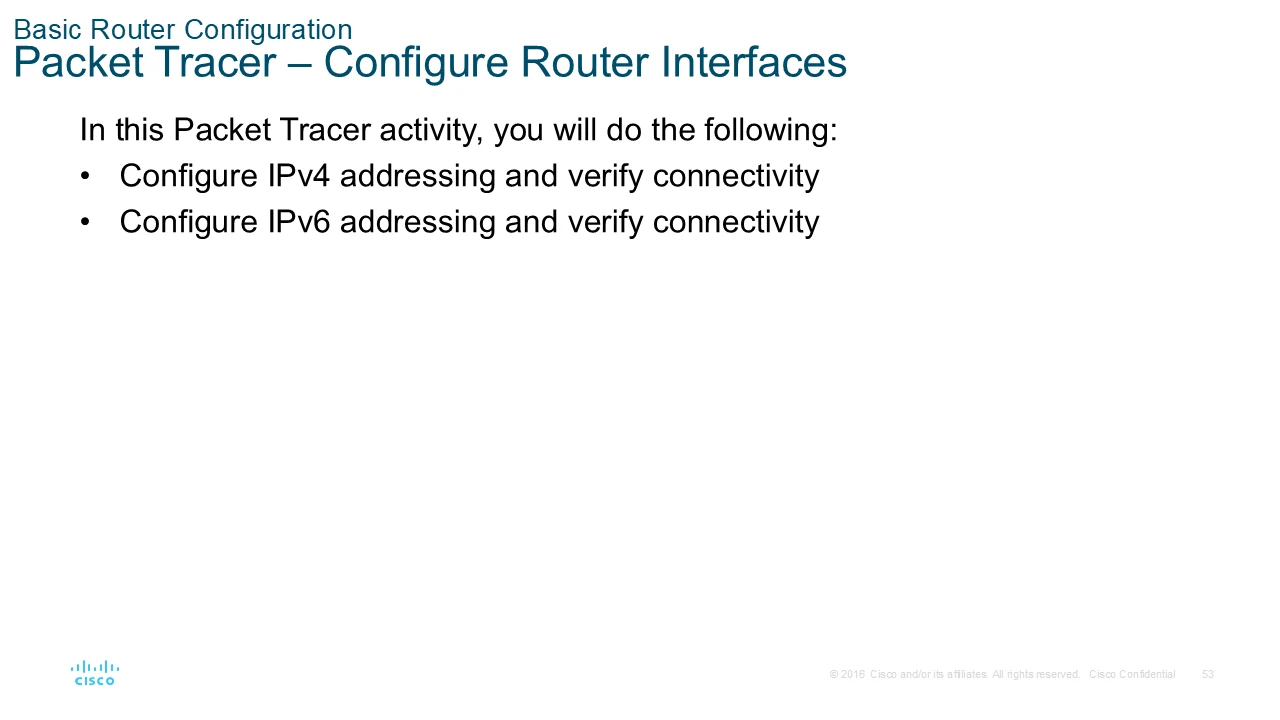 Basic Router Configuration
Packet Tracer – Configure Router Interfaces
In this Packet Tracer activity, you will do the following:
• Configure IPv4 addressing and verify connectivity
• Configure IPv6 addressing and verify connectivity
CISCO
© 2016 Cisco and/or its affiliates. All rights reserved. Cisco Confidential 53